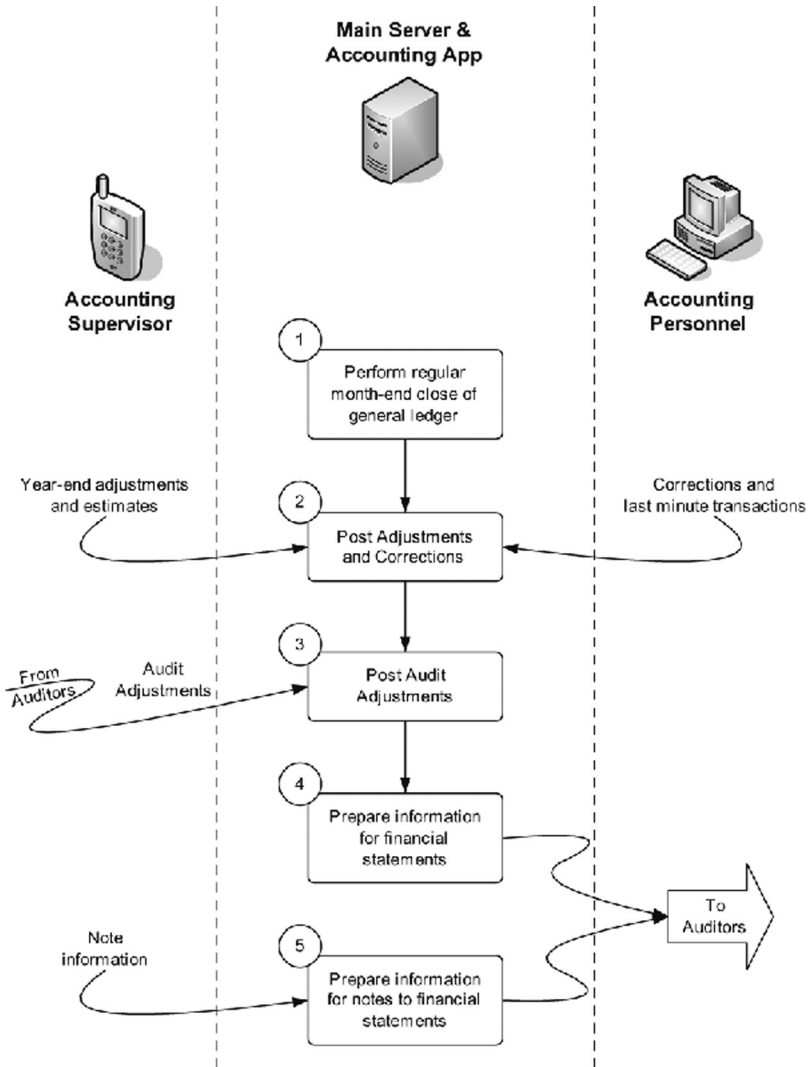 Main Server &
Accounting App
Accounting
Supervisor
Accounting
Personnel
1
Perform regular
month-end close of
general ledger
Year-end adjustments
and estimates
2
Post Adjustments
and Corrections
Corrections and
last minute transactions
From
Auditors
Audit
Adjustments
3
Post Audit
Adjustments
4
Prepare information
for financial
statements
To
Auditors
Note
information
5
Prepare information
for notes to financial
statements